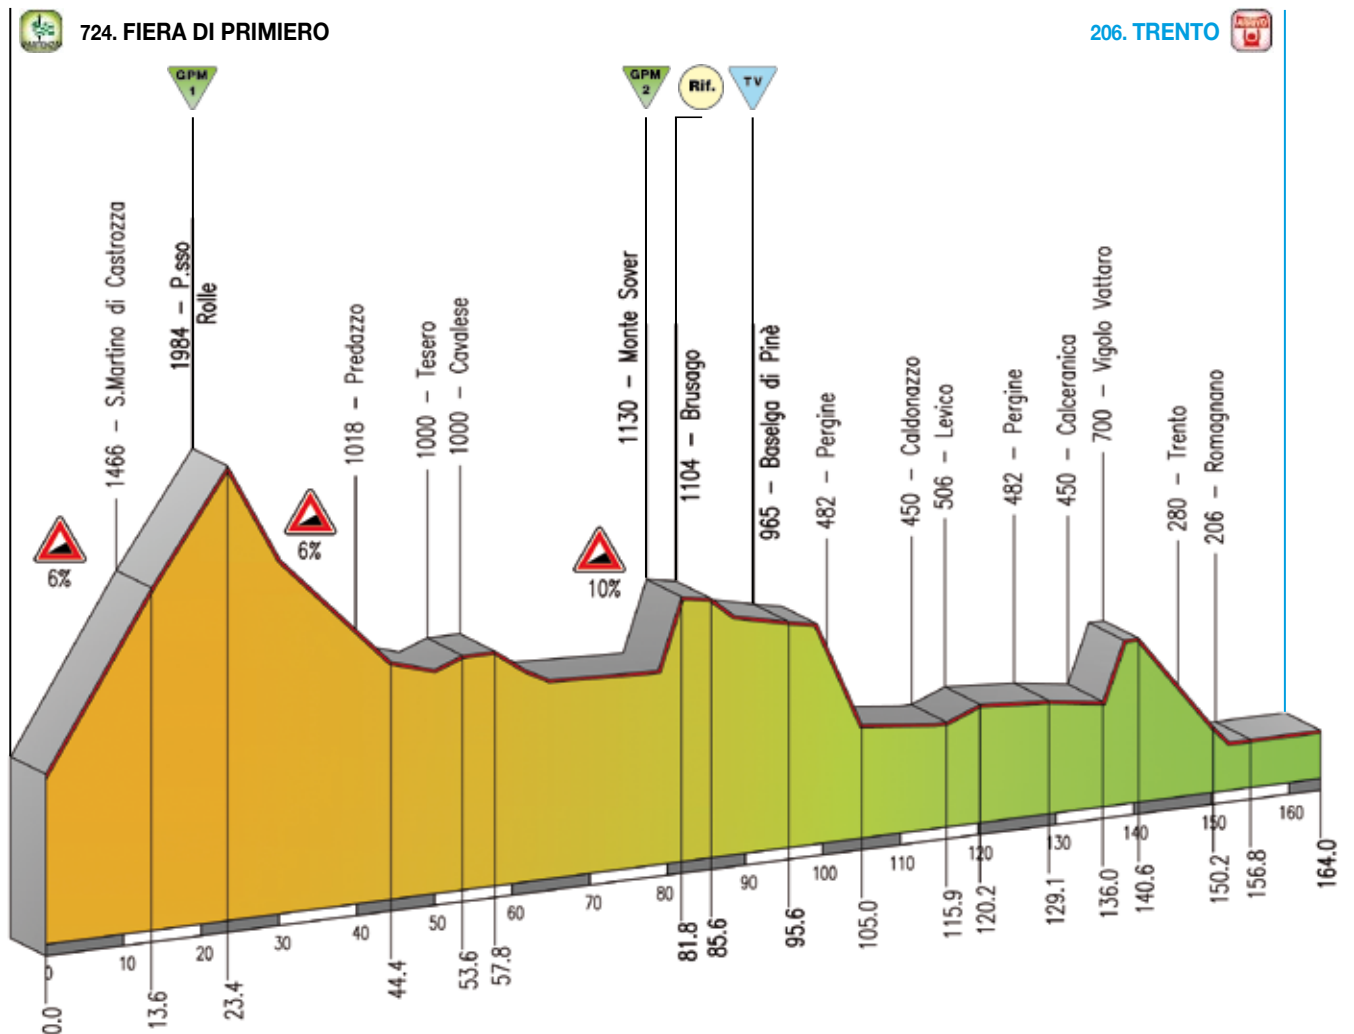 724. FIERA DI PRIMIERO
206. TRENTO
GPM
1
GPM
2
Rif.
TV
1466 - S.Martino di Castrozza
1984 - P.sso
Rolle
1018 - Predazzo
1000 - Tesero
1000 - Cavalese
1130 - Monte Sover
1104 - Brusago
965 - Baselga di Pinè
482 - Pergine
450 - Caldonazzo
506 - Levico
482 - Pergine
450 - Calceranica
700 - Vigolo Vattaro
280 - Trento
206 - Romagnano
6%
6%
10%
0
10
20
30
40
50
60
70
80
90
100
110
120
130
140
150
160
0.0
13.6
23.4
44.4
53.6
57.8
81.8
85.6
95.6
105.0
115.9
120.2
129.1
136.0
140.6
150.2
156.8
164.0